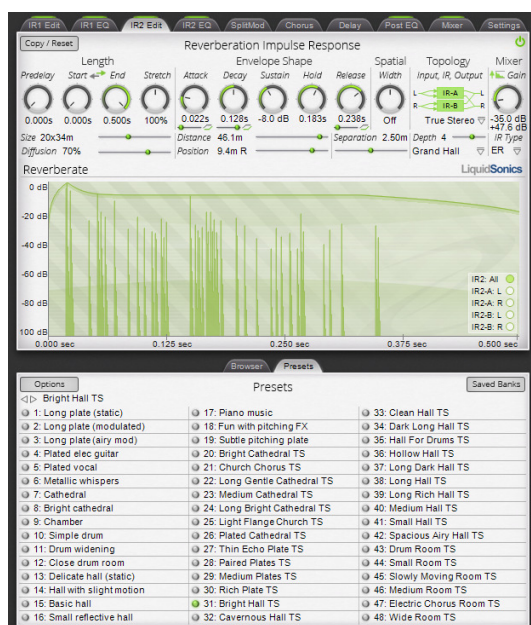 IR1 Edit IR1 EQ IR2 Edit IR2 EQ SplitMod Chorus Delay Post EQ Mixer Settings
Copy / Reset Reverberation Impulse Response
Length Envelope Shape Spatial Topology Mixer
Predelay Start End Stretch Attack Decay Sustain Hold Release Width Input, IR, Output Gain
L IR-A L
R IR-B R
0.000s 0.000s 0.500s 100% 0.022s 0.128s -8.0 dB 0.183s 0.238s Off True Stereo -35.0 dB
+47.6 dB
Size 20x34m Distance 46.1m Separation 2.50m Depth 4 IR Type
Diffusion 70% Position 9.4m R Grand Hall ER
Reverberate LiquidSonics
0 dB
-20 dB
-40 dB
-60 dB
-80 dB
100 dB
IR2: All
IR2-A: L
IR2-A: R
IR2-B: L
IR2-B: R
0.000 sec 0.125 sec 0.250 sec 0.375 sec 0.500 sec
Browser Presets
Options Presets Saved Banks
Bright Hall TS
1: Long plate (static)
2: Long plate (modulated)
3: Long plate (airy mod)
4: Plated elec guitar
5: Plated vocal
6: Metallic whispers
7: Cathedral
8: Bright cathedral
9: Chamber
10: Simple drum
11: Drum widening
12: Close drum room
13: Delicate hall (static)
14: Hall with slight motion
15: Basic hall
16: Small reflective hall
17: Piano music
18: Fun with pitching FX
19: Subtle pitching plate
20: Bright Cathedral TS
21: Church Chorus TS
22: Long Gentle Cathedral TS
23: Medium Cathedral TS
24: Long Bright Cathedral TS
25: Light Flange Church TS
26: Plated Cathedral TS
27: Thin Echo Plate TS
28: Paired Plates TS
29: Medium Plates TS
30: Rich Plate TS
31: Bright Hall TS
32: Cavernous Hall TS
33: Clean Hall TS
34: Dark Long Hall TS
35: Hall For Drums TS
36: Hollow Hall TS
37: Long Dark Hall TS
38: Long Hall TS
39: Long Rich Hall TS
40: Medium Hall TS
41: Small Hall TS
42: Spacious Airy Hall TS
43: Drum Room TS
44: Small Room TS
45: Slowly Moving Room TS
46: Medium Room TS
47: Electric Chorus Room TS
48: Wide Room TS